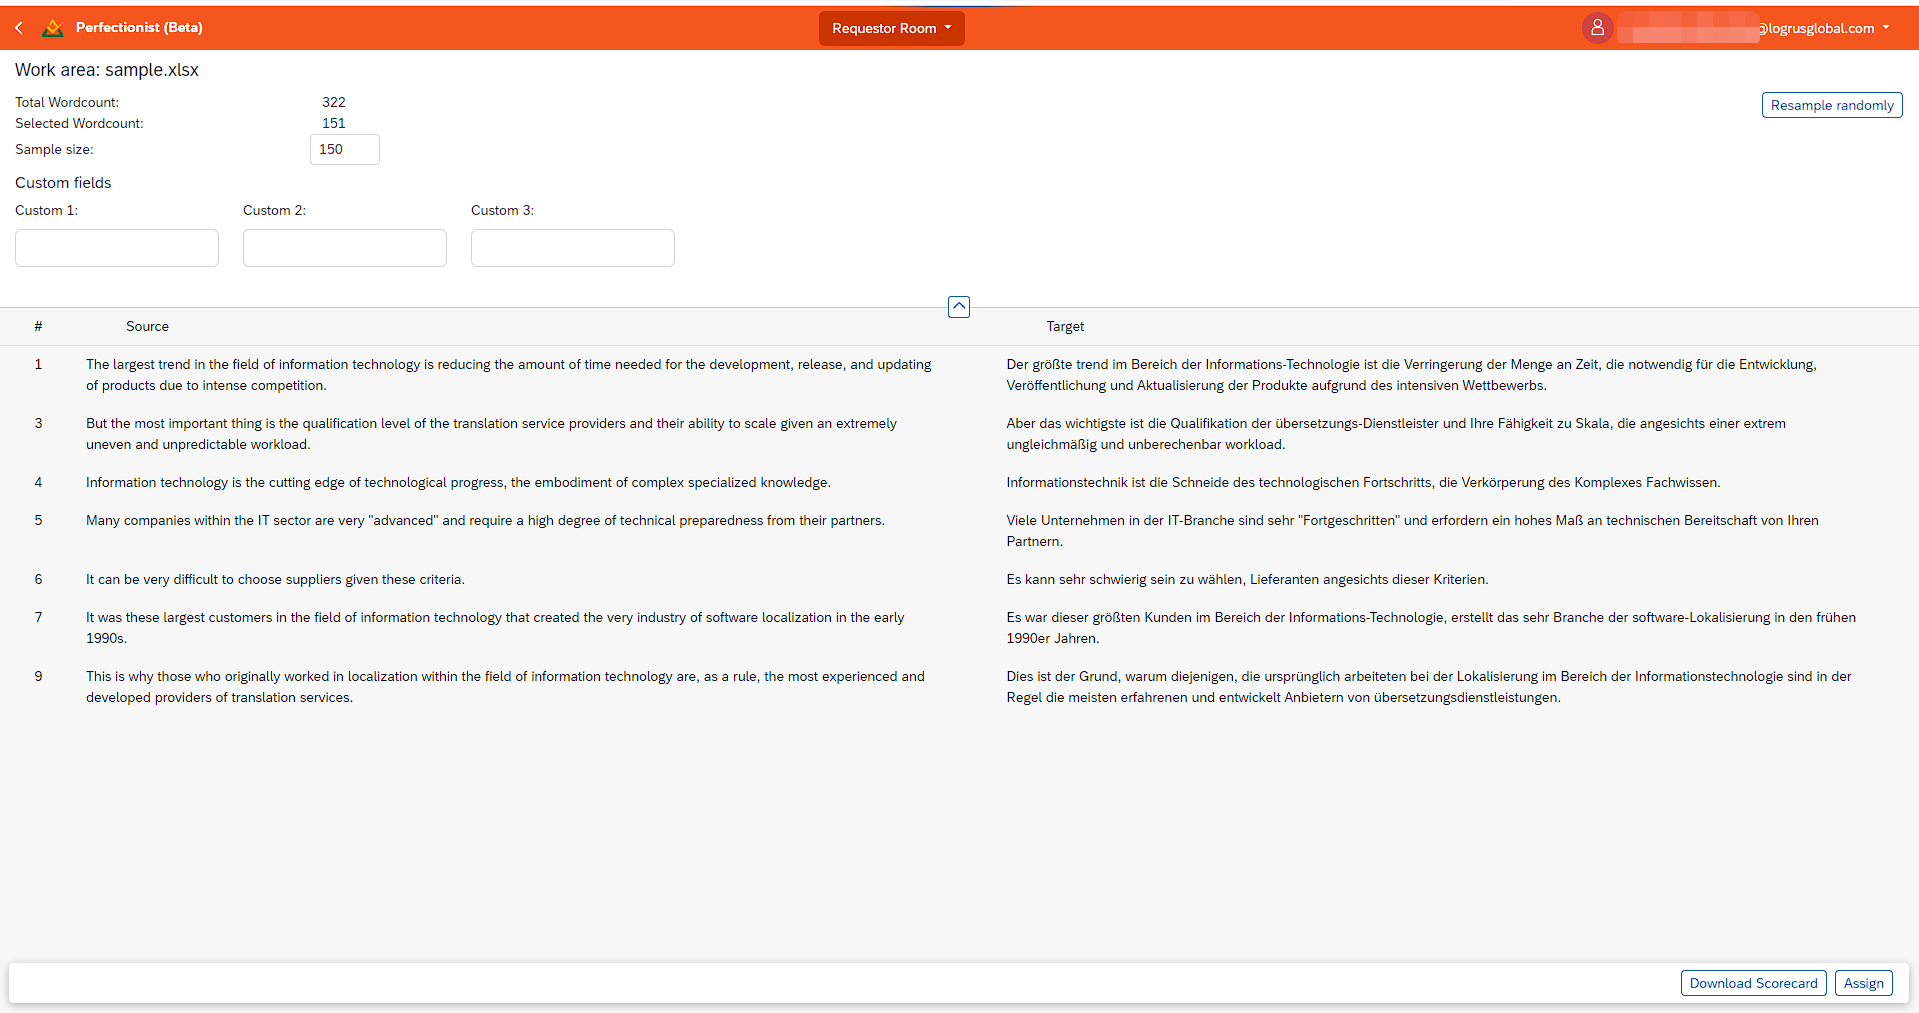 Perfectionist (Beta)
Requestor Room
@logrusglobal.com
Work area: sample.xlsx
Total Wordcount: 322
Selected Wordcount: 151
Sample size: 150
Resample randomly
Custom fields
Custom 1: Custom 2: Custom 3:
# Source Target
1 The largest trend in the field of information technology is reducing the amount of time needed for the development, release, and updating
of products due to intense competition.
Der größte trend im Bereich der Informations-Technologie ist die Verringerung der Menge an Zeit, die notwendig für die Entwicklung,
Veröffentlichung und Aktualisierung der Produkte aufgrund des intensiven Wettbewerbs.
3 But the most important thing is the qualification level of the translation service providers and their ability to scale given an extremely
uneven and unpredictable workload.
Aber das wichtigste ist die Qualifikation der übersetzungs-Dienstleister und Ihre Fähigkeit zu Skala, die angesichts einer extrem
ungleichmäßig und unberechenbar workload.
4 Information technology is the cutting edge of technological progress, the embodiment of complex specialized knowledge.
Informationstechnik ist die Schneide des technologischen Fortschritts, die Verkörperung des Komplexes Fachwissen.
5 Many companies within the IT sector are very "advanced" and require a high degree of technical preparedness from their partners.
Viele Unternehmen in der IT-Branche sind sehr "Fortgeschritten" und erfordern ein hohes Maß an technischen Bereitschaft von Ihren
Partnern.
6 It can be very difficult to choose suppliers given these criteria.
Es kann sehr schwierig sein zu wählen, Lieferanten angesichts dieser Kriterien.
7 It was these largest customers in the field of information technology that created the very industry of software localization in the early
1990s.
Es war dieser größten Kunden im Bereich der Informations-Technologie, erstellt das sehr Branche der software-Lokalisierung in den frühen
1990er Jahren.
9 This is why those who originally worked in localization within the field of information technology are, as a rule, the most experienced and
developed providers of translation services.
Dies ist der Grund, warum diejenigen, die ursprünglich arbeiteten bei der Lokalisierung im Bereich der Informationstechnologie sind in der
Regel die meisten erfahrenen und entwickelt Anbietern von übersetzungsdienstleistungen.
Download Scorecard
Assign